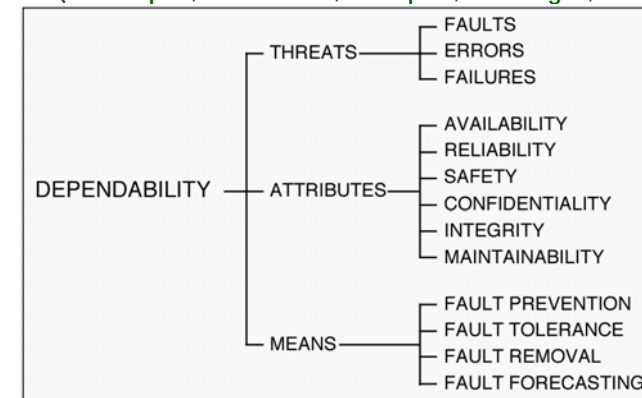 FAULTS
THREATS
ERRORS
FAILURES
AVAILABILITY
RELIABILITY
SAFETY
DEPENDABILITY
ATTRIBUTES
CONFIDENTIALITY
INTEGRITY
MAINTAINABILITY
FAULT PREVENTION
FAULT TOLERANCE
MEANS
FAULT REMOVAL
FAULT FORECASTING